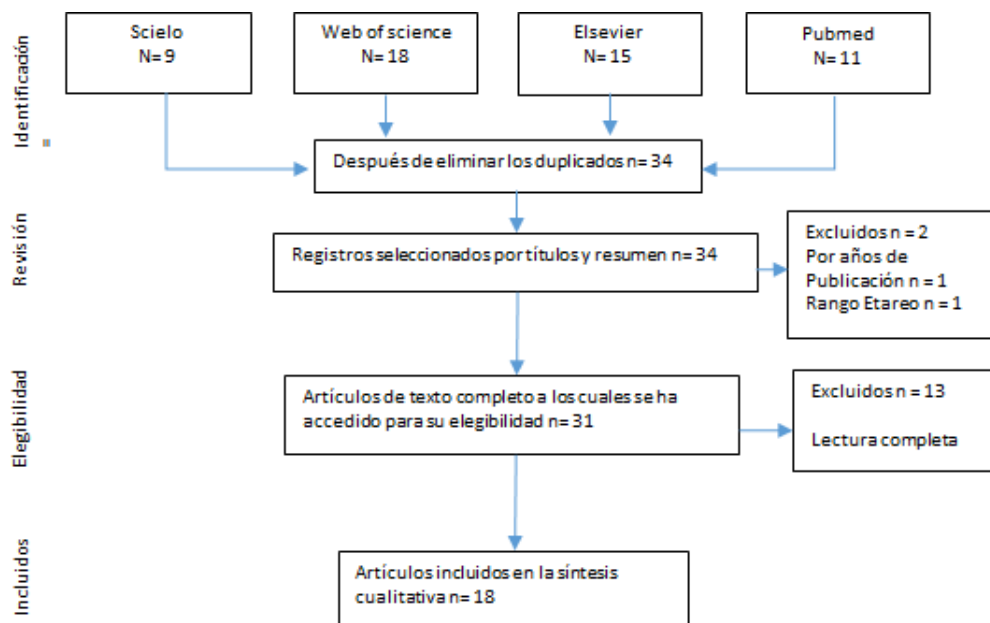 Identificación
Scielo
N= 9
Web of science
N= 18
Elsevier
N= 15
Pubmed
N= 11
Después de eliminar los duplicados n= 34
Revisión
Registros seleccionados por títulos y resumen n= 34
Excluidos n = 2
Por años de
Publicación n = 1
Rango Etareo n = 1
Elegibilidad
Artículos de texto completo a los cuales se ha
accedido para su elegibilidad n= 31
Excluidos n = 13
Lectura completa
Incluidos
Artículos incluidos en la síntesis
cualitativa n= 18